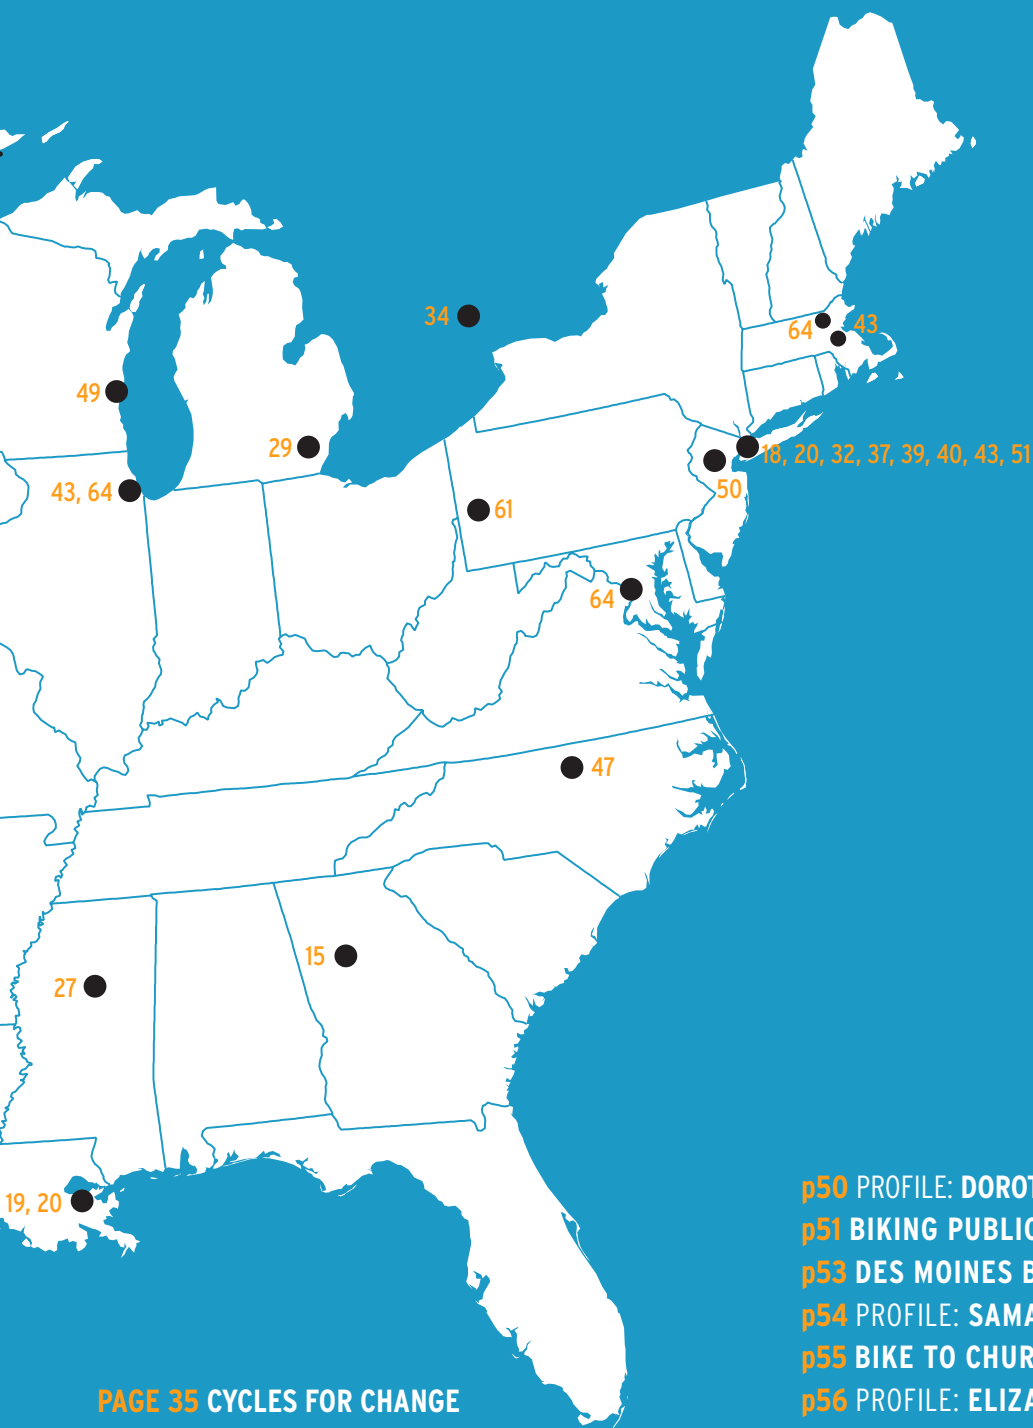 34
64
43
49
29
18, 20, 32, 37, 39, 40, 43, 51
50
43, 64
61
64
47
15
27
19, 20
p50 PROFILE:
p51 BIKING
p53 DES MOINES
p54 PROFILE:
p55 BIKE TO
p56 PROFILE:
PAGE 35 CYCLES FOR CHANGE